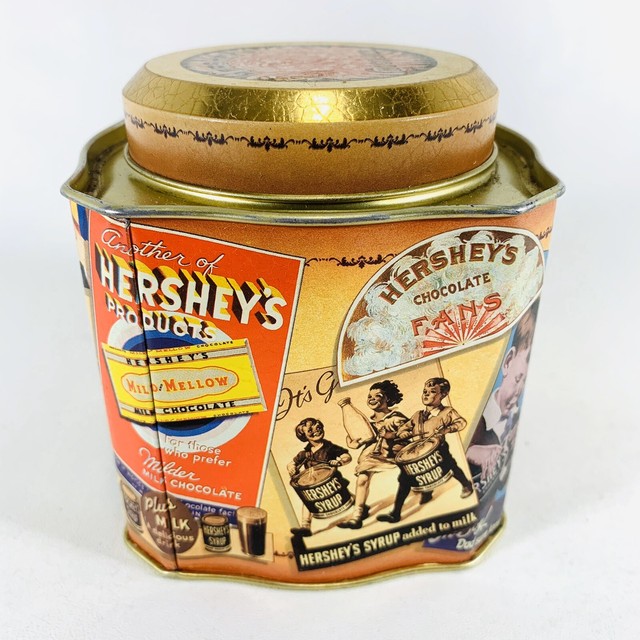 Another of
HERSHEY'S
PRODUCTS
HERSHEY'S
MILD/MELLOW
MILK CHOCOLATE
For those
who prefer
Milder
MILK CHOCOLATE
Plus
MILK
HERSHEY'S
HERSHEY'S
CHOCOLATE
FANS
It's
HERSHEY'S
SYRUP
HERSHEY'S
SYRUP
HERSHEY'S SYRUP added to milk